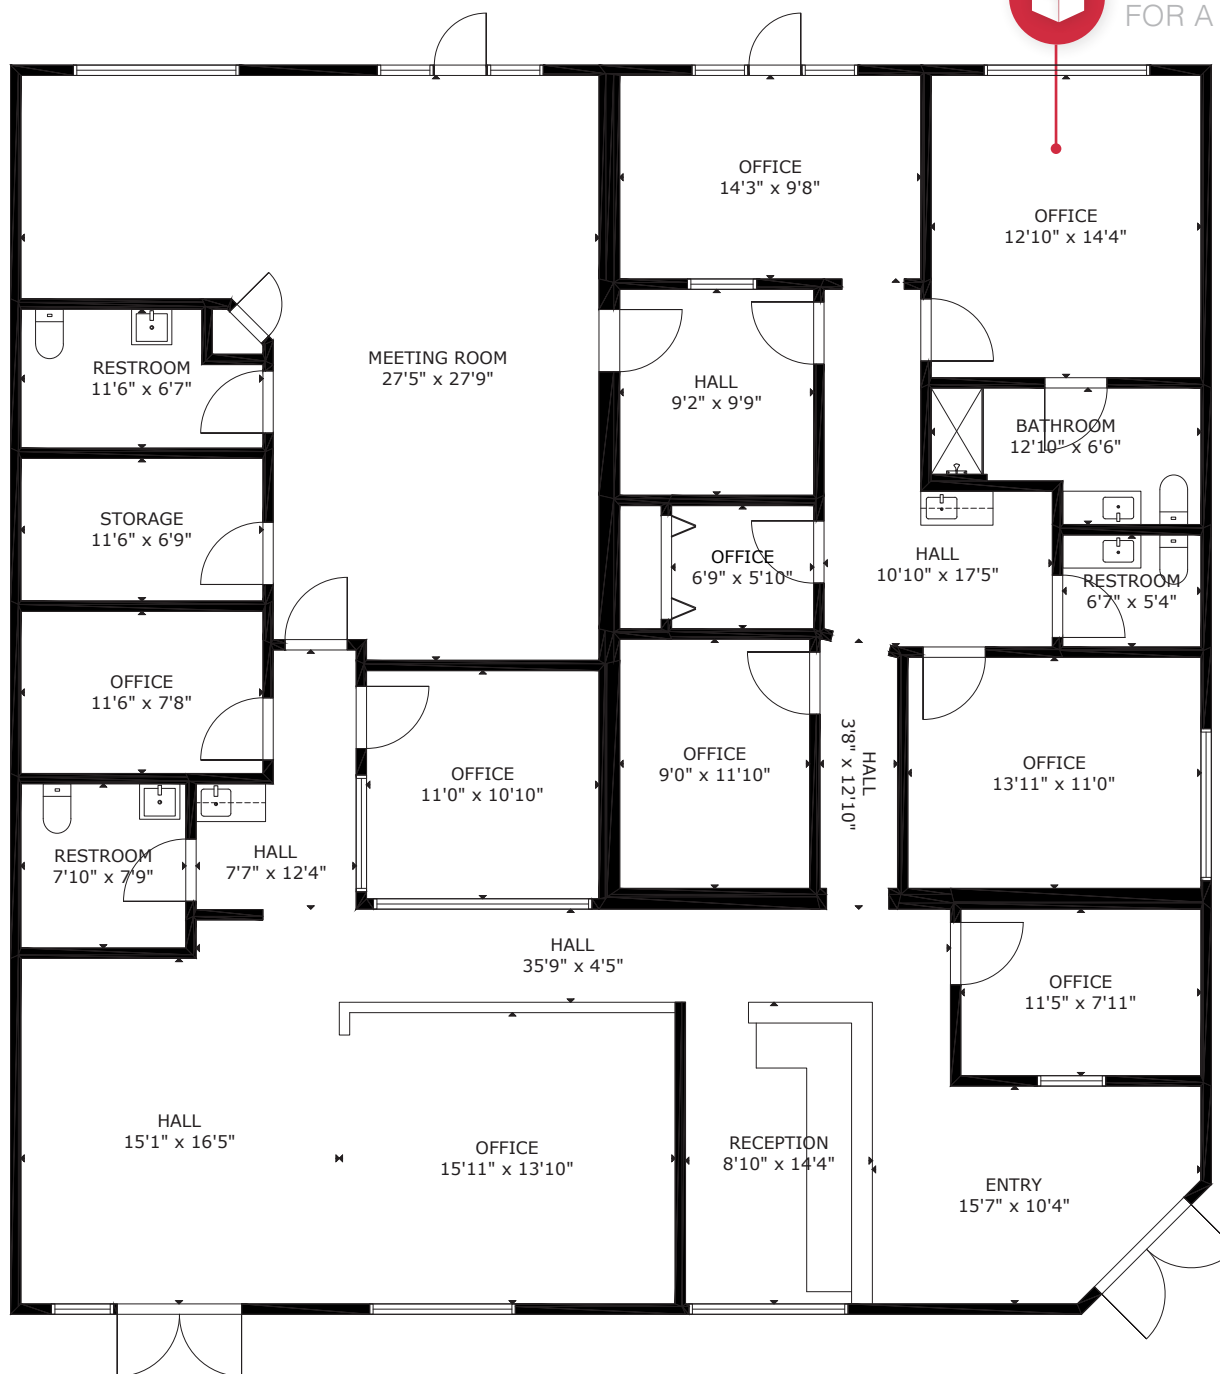 FOR A
OFFICE
14'3" x 9'8"
OFFICE
12'10" x 14'4"
MEETING ROOM
27'5" x 27'9"
RESTROOM
11'6" x 6'7"
HALL
9'2" x 9'9"
BATHROOM
12'10" x 6'6"
STORAGE
11'6" x 6'9"
OFFICE
6'9" x 5'10"
HALL
10'10" x 17'5"
RESTROOM
6'7" x 5'4"
OFFICE
11'6" x 7'8"
OFFICE
11'0" x 10'10"
OFFICE
9'0" x 11'10"
HALL
3'8" x 12'10"
OFFICE
13'11" x 11'0"
RESTROOM
7'10" x 7'9"
HALL
7'7" x 12'4"
HALL
35'9" x 4'5"
OFFICE
11'5" x 7'11"
HALL
15'1" x 16'5"
OFFICE
15'11" x 13'10"
RECEPTION
8'10" x 14'4"
ENTRY
15'7" x 10'4"